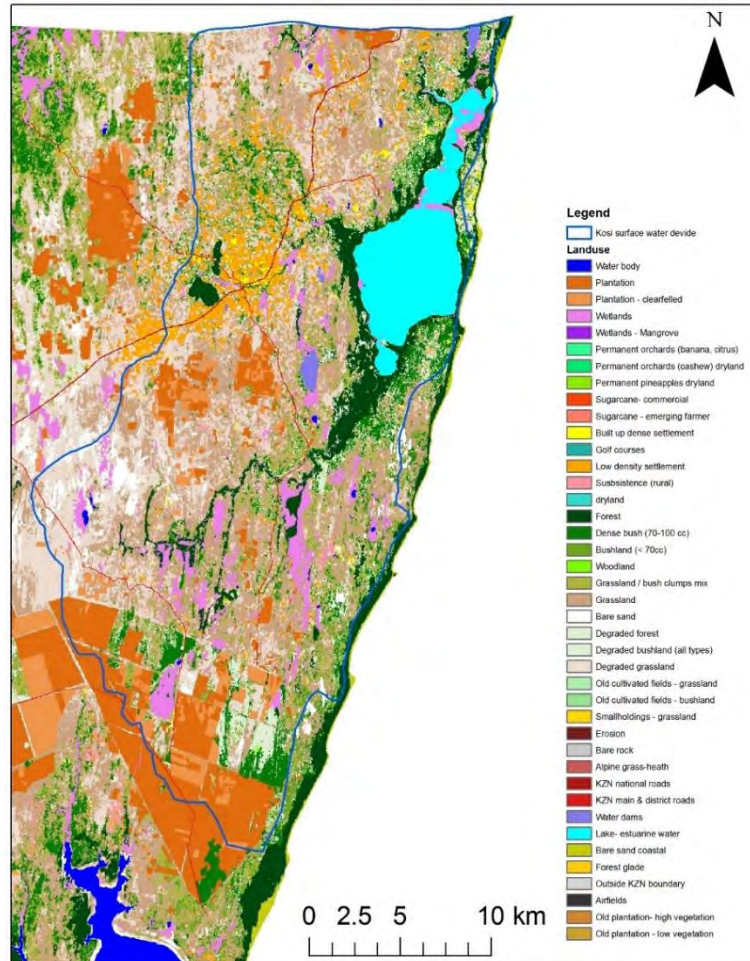 N
Legend
Kosi surface water devide
Landuse
Water body
Plantation
Plantation - clearfelled
Wetlands
Wetlands - Mangrove
Permanent orchards (banana, citrus)
Permanent orchards (cashew) dryland
Permanent pineapples dryland
Sugarcane- commercial
Sugarcane - emerging farmer
Built up dense settlement
Golf courses
Low density settlement
Susbsistence (rural)
dryland
Forest
Dense bush (70-100 cc)
Bushland (< 70cc)
Woodland
Grassland / bush clumps mix
Grassland
Bare sand
Degraded forest
Degraded bushland (all types)
Degraded grassland
Old cultivated fields - grassland
Old cultivated fields - bushland
Smallholdings - grassland
Erosion
Bare rock
Alpine grass-heath
KZN national roads
KZN main & district roads
Water dams
Lake- estuarine water
Bare sand coastal
Forest glade
Outside KZN boundary
Airfields
Old plantation- high vegetation
Old plantation - low vegetation
0 2.5 5 10 km